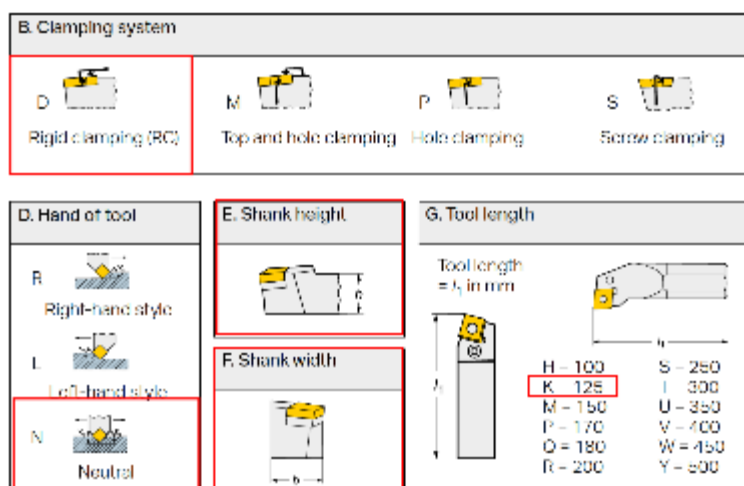 B. Clamping system
D M P S
Rigid clamping (RC) Top and hole clamping Hole clamping Screw clamping
D. Hand of tool
R
Right-hand style
L
Left-hand style
N
Neutral
E. Shank height
F. Shank width
b
G. Tool length
Tool length
= l₁ in mm
l₁
l₁
H – 100 S – 250
K – 125 – 300
M – 150 U – 350
P – 170 V – 400
Q = 180 W = 450
R – 200 Y – 500